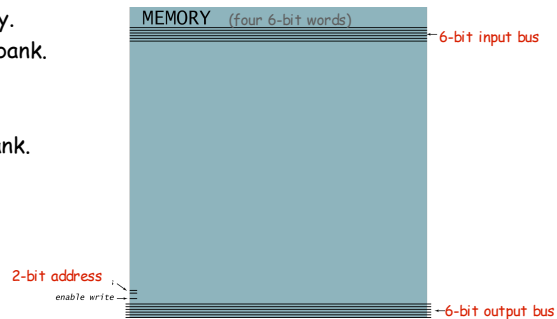 y.
bank.
nk.
MEMORY (four 6-bit words)
6-bit input bus
2-bit address
enable write
6-bit output bus